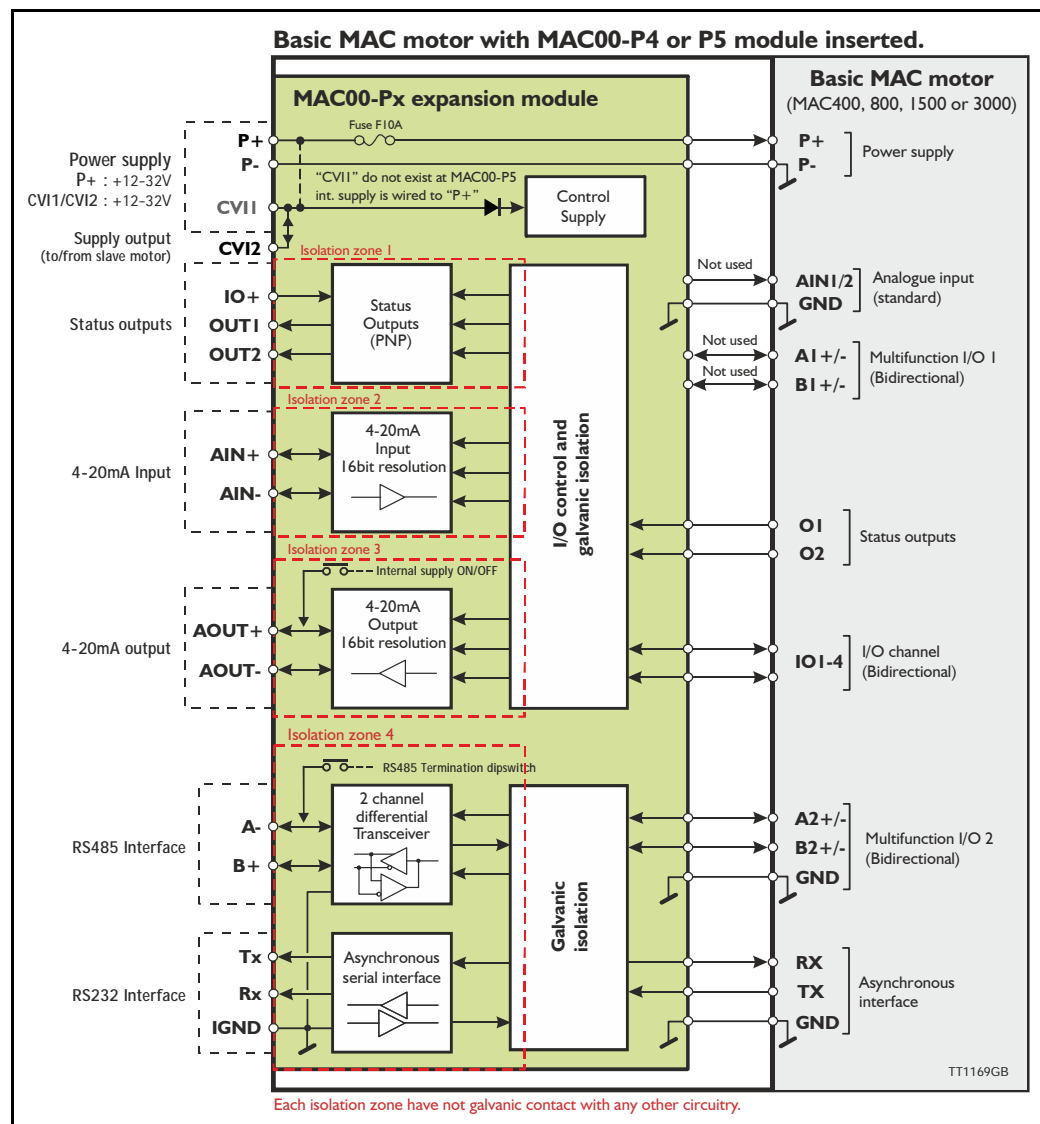 Basic MAC motor with MAC00-P4 or P5 module inserted.
MAC00-Px expansion module
Basic MAC motor
(MAC400, 800, 1500 or 3000)
Fuse F10A
P+
P-
Power supply
P+ : +12-32V
CVI1/CVI2 : +12-32V
CVI1
"CVI1" do not exist at MAC00-P5
int. supply is wired to "P+"
Control
Supply
P+
P-
Power supply
Supply output
(to/from slave motor)
CVI2
Isolation zone 1
Status outputs
IO+
OUT1
OUT2
Status
Outputs
(PNP)
Not used
AIN1/2
GND
Analogue input
(standard)
Not used
Not used
A1+/-
B1+/-
Multifunction I/O 1
(Bidirectional)
Isolation zone 2
4-20mA Input
AIN+
AIN-
4-20mA
Input
16bit resolution
I/O control and
galvanic isolation
O1
O2
Status outputs
Isolation zone 3
Internal supply ON/OFF
4-20mA output
AOUT+
AOUT-
4-20mA
Output
16bit resolution
IO1-4
I/O channel
(Bidirectional)
Isolation zone 4
RS485 Termination dipswitch
RS485 Interface
A-
B+
2 channel
differential
Transceiver
Galvanic
isolation
A2+/-
B2+/-
GND
Multifunction I/O 2
(Bidirectional)
RS232 Interface
Tx
Rx
IGND
Asynchronous
serial interface
RX
TX
GND
Asynchronous
interface
TT1169GB
Each isolation zone have not galvanic contact with any other circuitry.